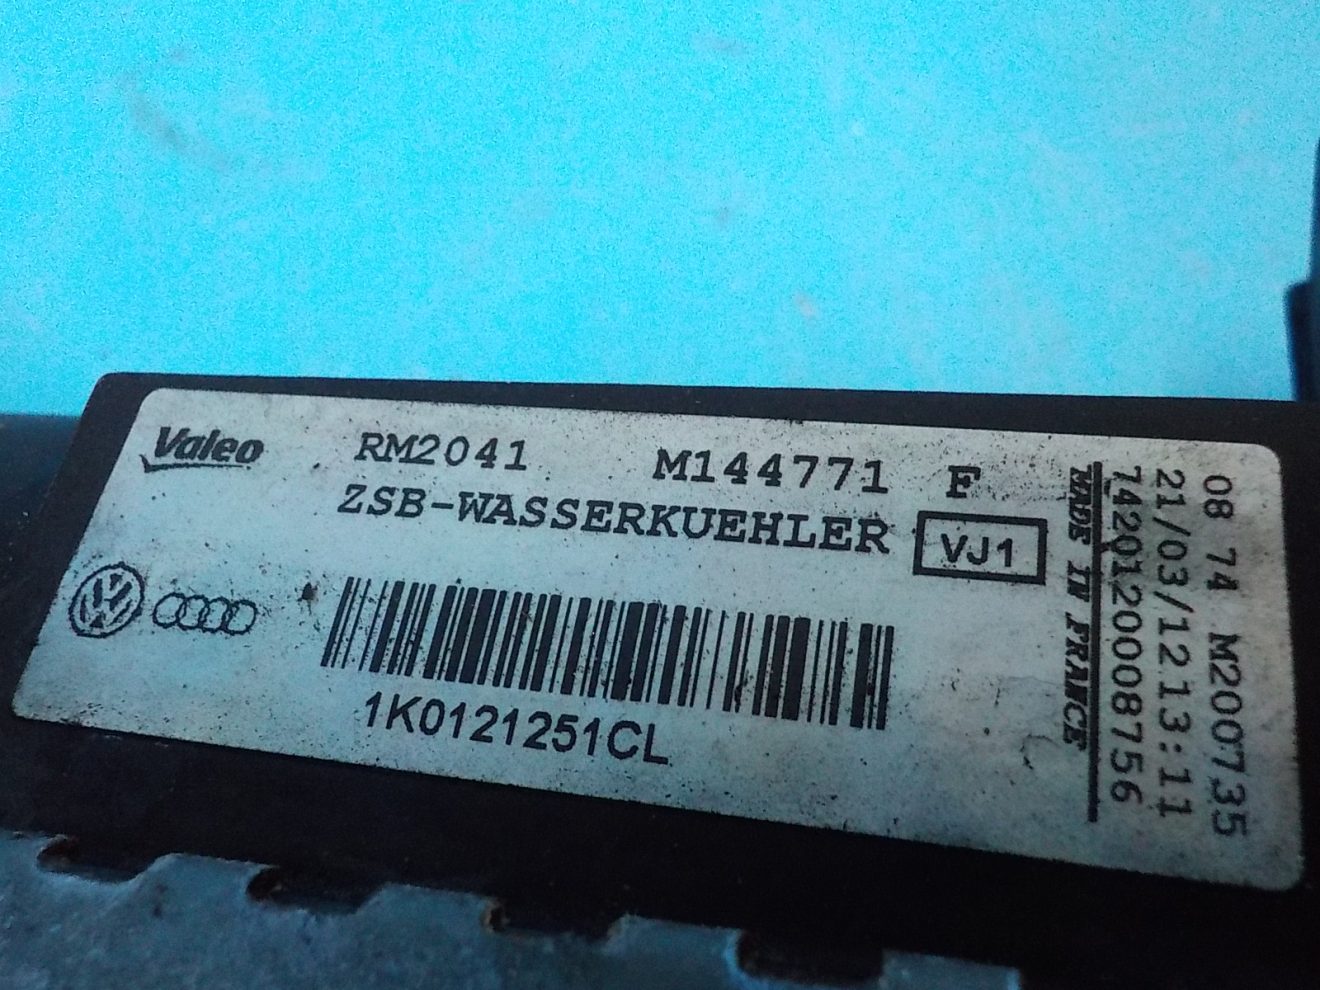 Valeo
RM2041 M144771 F
ZSB-WASSERKUEHLER
VJ1
1K0121251CL
MADE IN FRANCE
7420120008756
21/03/12 13:11
08 74 M200735